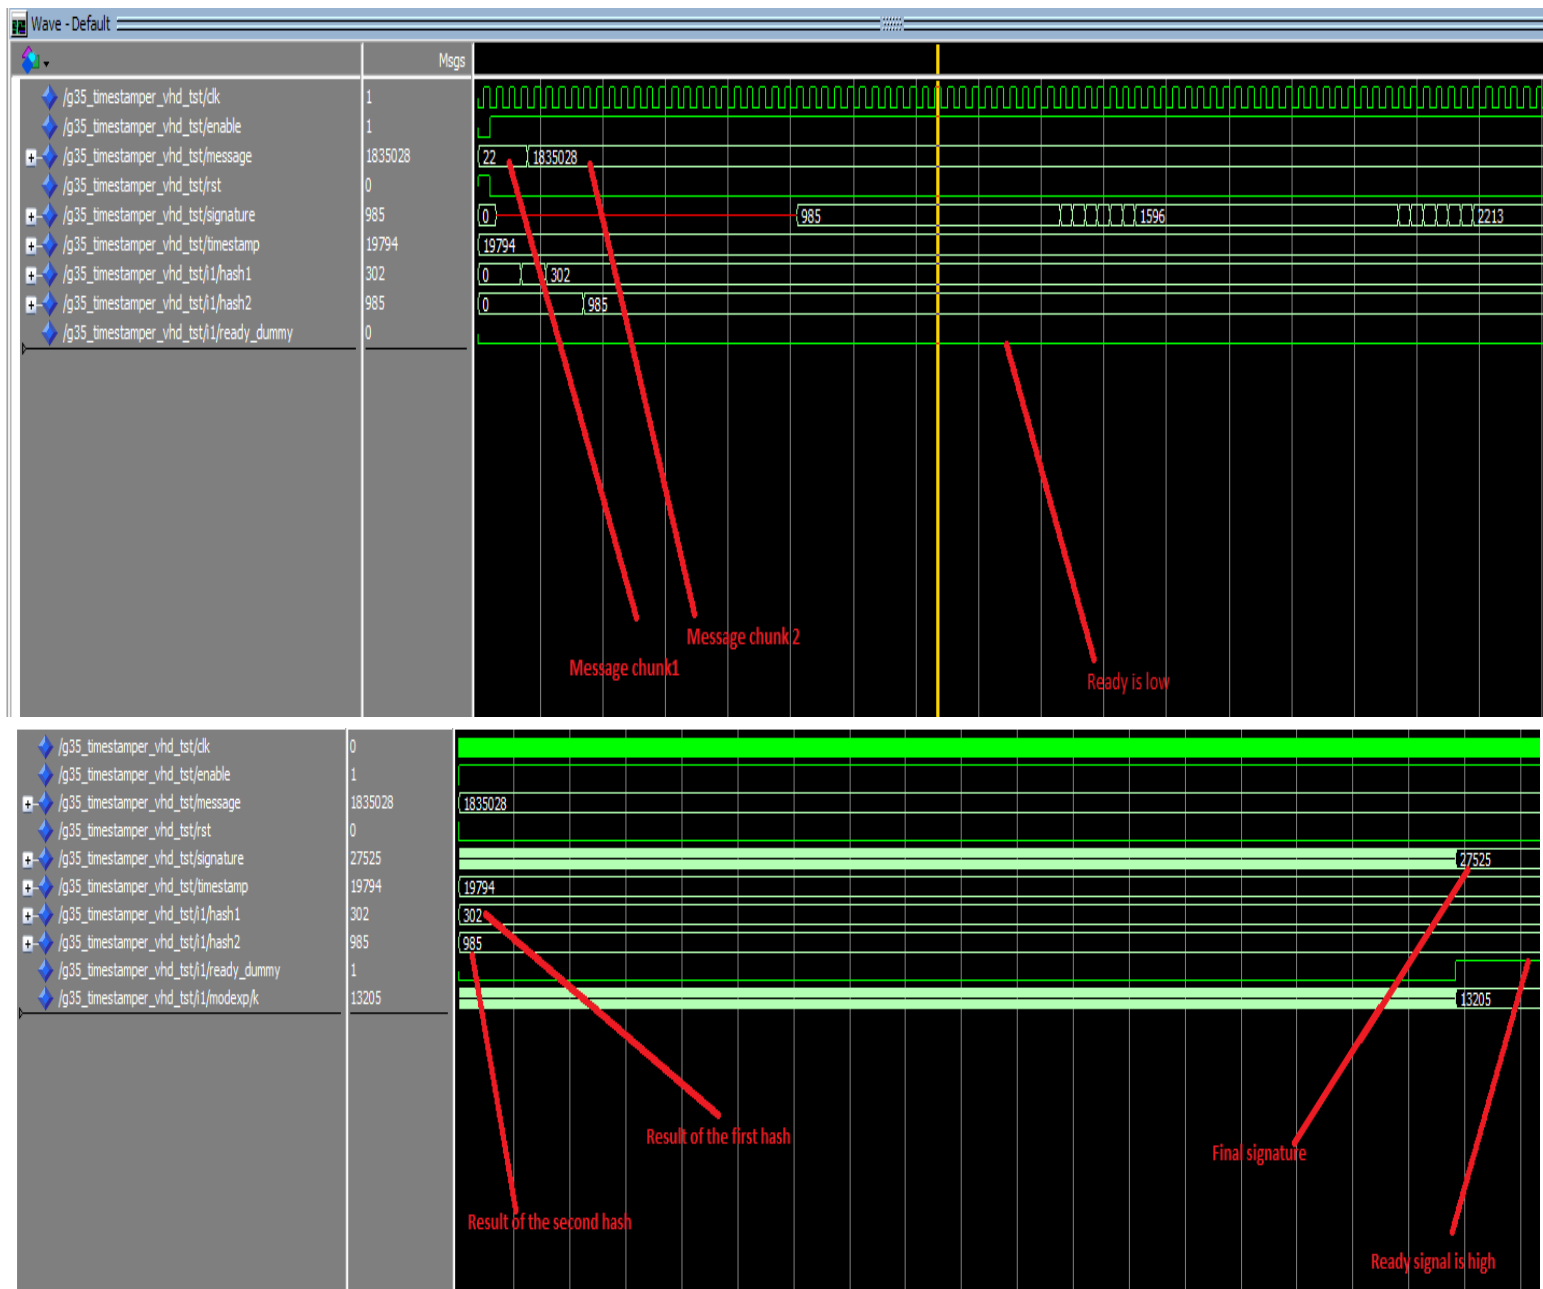 Wave - Default
Msgs
/g35_timestamper_vhd_tst/clk 1
/g35_timestamper_vhd_tst/enable 1
/g35_timestamper_vhd_tst/message 1835028 22 1835028
/g35_timestamper_vhd_tst/rst 0
/g35_timestamper_vhd_tst/signature 985 0 985 1596 2213
/g35_timestamper_vhd_tst/timestamp 19794 19794
/g35_timestamper_vhd_tst/i1/hash1 302 0 302
/g35_timestamper_vhd_tst/i1/hash2 985 0 985
/g35_timestamper_vhd_tst/i1/ready_dummy 0
Message chunk 2
Message chunk1
Ready is low
/g35_timestamper_vhd_tst/clk 0
/g35_timestamper_vhd_tst/enable 1
/g35_timestamper_vhd_tst/message 1835028 1835028
/g35_timestamper_vhd_tst/rst 0
/g35_timestamper_vhd_tst/signature 27525 27525
/g35_timestamper_vhd_tst/timestamp 19794 19794
/g35_timestamper_vhd_tst/i1/hash1 302 302
/g35_timestamper_vhd_tst/i1/hash2 985 985
/g35_timestamper_vhd_tst/i1/ready_dummy 1
/g35_timestamper_vhd_tst/i1/modexp/k 13205 13205
Result of the first hash
Final signature
Result of the second hash
Ready signal is high